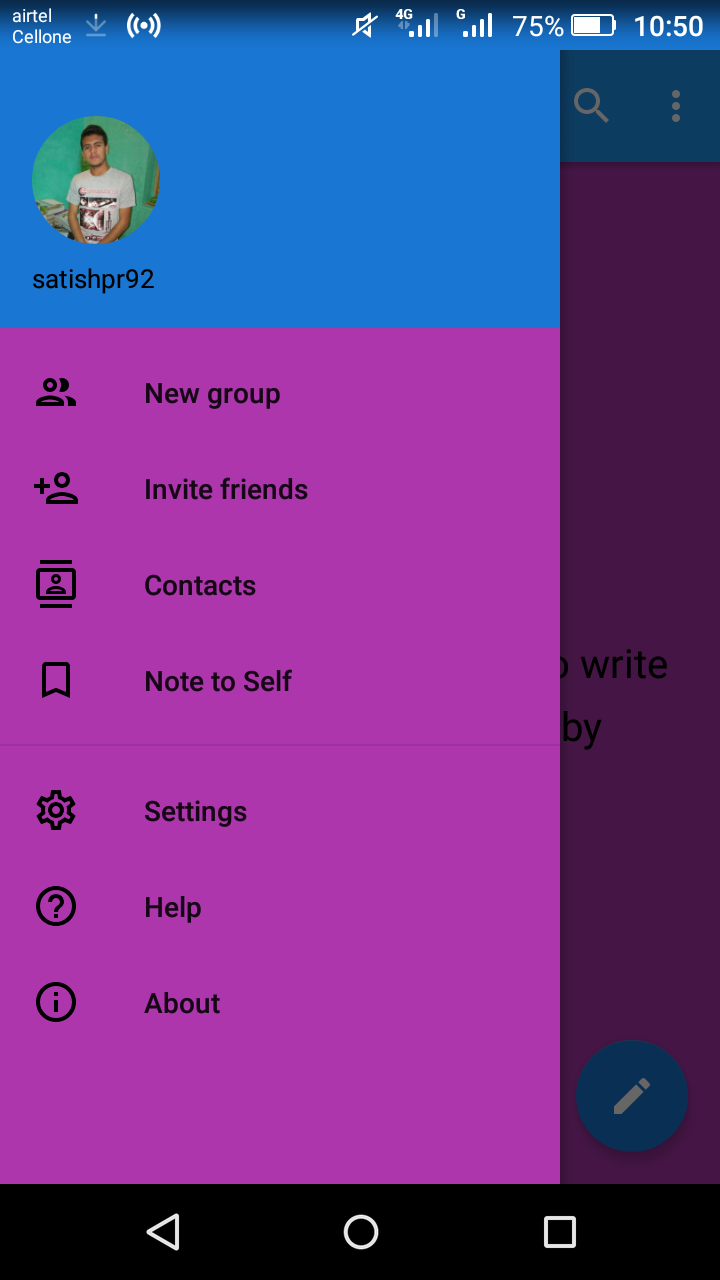 airtel
Cellone
4G
G
75%
10:50
satishpr92
New group
Invite friends
Contacts
Note to Self
write
by
Settings
Help
About